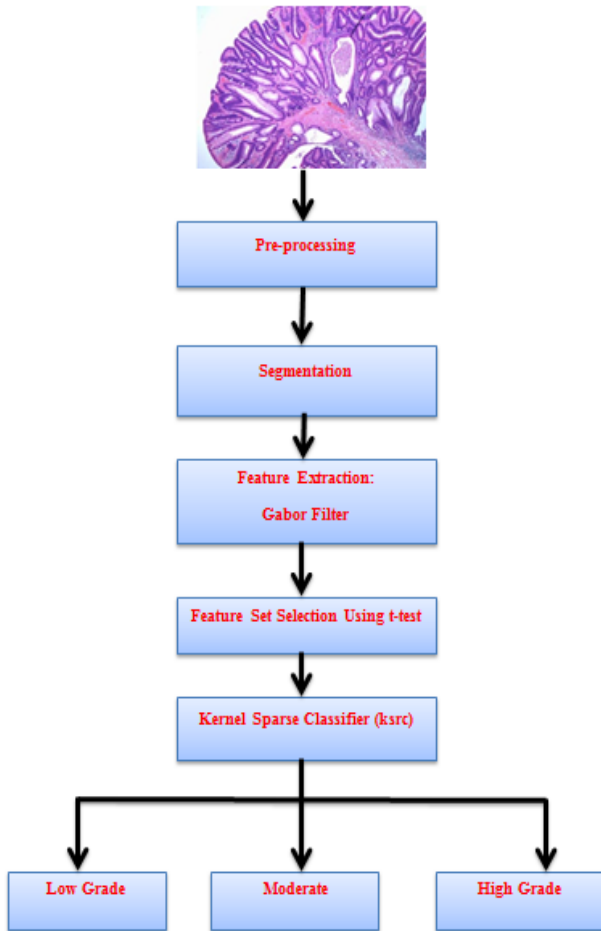 Pre-processing
Segmentation
Feature Extraction:
Gabor Filter
Feature Set Selection Using t-test
Kernel Sparse Classifier (ksrc)
Low Grade
Moderate
High Grade